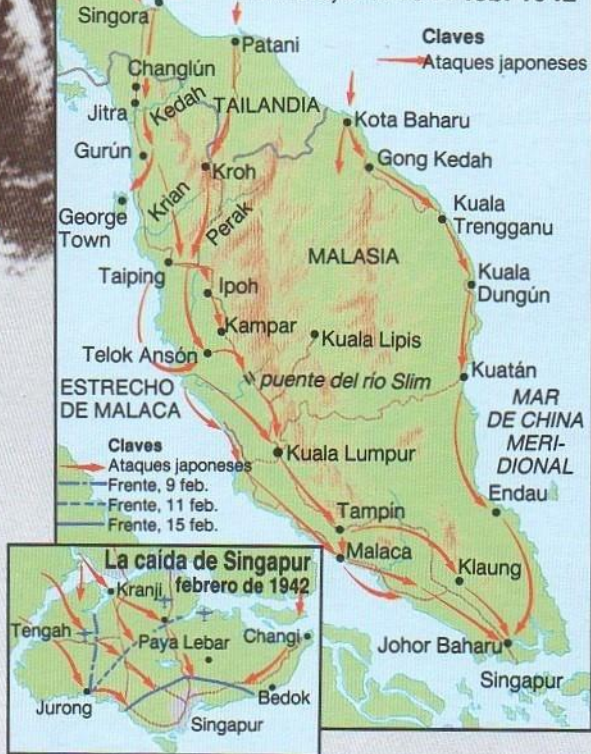 1942
Singora
Patani
Claves
Ataques japoneses
Changlún
Jitra
Kedah
TAILANDIA
Kota Baharu
Gurún
Kroh
Gong Kedah
George
Town
Krian
Perak
Kuala
Trengganu
MALASIA
Taiping
Ipoh
Kuala
Dungún
Kampar
Kuala Lipis
Telok Ansón
puente del río Slim
Kuatán
ESTRECHO
DE MALACA
MAR
DE CHINA
MERI-
DIONAL
Claves
Ataques japoneses
Frente, 9 feb.
Frente, 11 feb.
Frente, 15 feb.
Kuala Lumpur
Endau
Tampin
Malaca
Klaung
Johor Baharu
Singapur
La caída de Singapur
febrero de 1942
Kranji
Tengah
Paya Lebar
Changi
Jurong
Bedok
Singapur